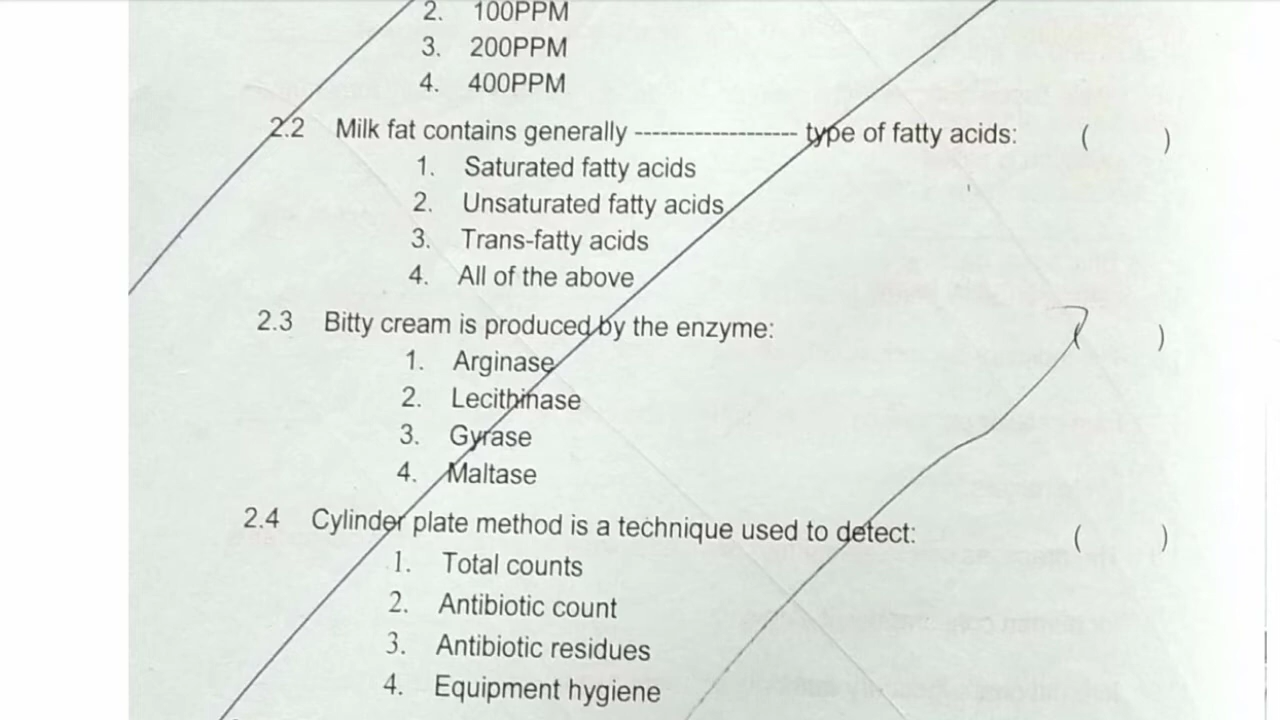 2. 100PPM
3. 200PPM
4. 400PPM
2.2 Milk fat contains generally ------------------- type of fatty acids: ( )
1. Saturated fatty acids
2. Unsaturated fatty acids
3. Trans-fatty acids
4. All of the above
2.3 Bitty cream is produced by the enzyme: ( )
1. Arginase
2. Lecithinase
3. Gyrase
4. Maltase
2.4 Cylinder plate method is a technique used to detect: ( )
1. Total counts
2. Antibiotic count
3. Antibiotic residues
4. Equipment hygiene